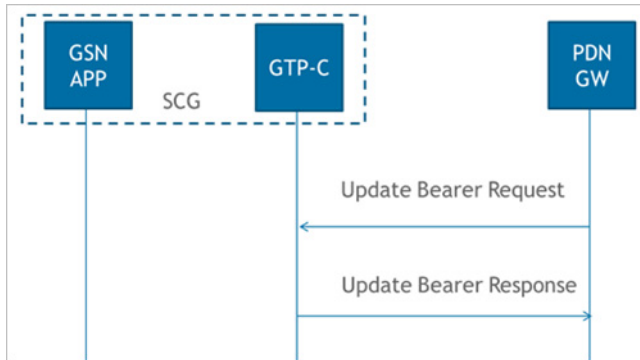 GSN
APP
SCG
GTP-C
PDN
GW
Update Bearer Request
Update Bearer Response